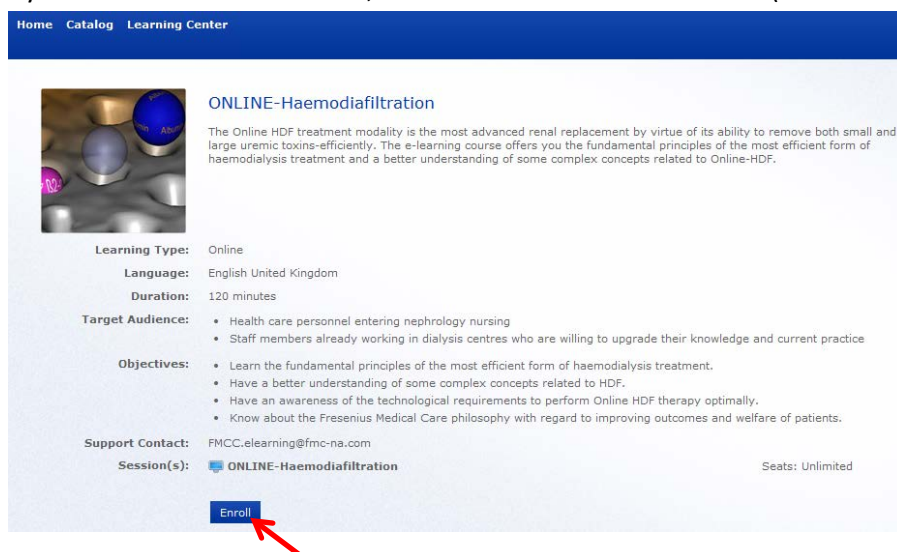 Home Catalog Learning Center
ONLINE-Haemodiafiltration
The Online HDF treatment modality is the most advanced renal replacement by virtue of its ability to remove both small and
large uremic toxins-efficiently. The e-learning course offers you the fundamental principles of the most efficient form of
haemodialysis treatment and a better understanding of some complex concepts related to Online-HDF.
Learning Type: Online
Language: English United Kingdom
Duration: 120 minutes
Target Audience: • Health care personnel entering nephrology nursing
• Staff members already working in dialysis centres who are willing to upgrade their knowledge and current practice
Objectives: • Learn the fundamental principles of the most efficient form of haemodialysis treatment.
• Have a better understanding of some complex concepts related to HDF.
• Have an awareness of the technological requirements to perform Online HDF therapy optimally.
• Know about the Fresenius Medical Care philosophy with regard to improving outcomes and welfare of patients.
Support Contact: FMCC.elearning@fmc-na.com
Session(s): ONLINE-Haemodiafiltration Seats: Unlimited
Enroll